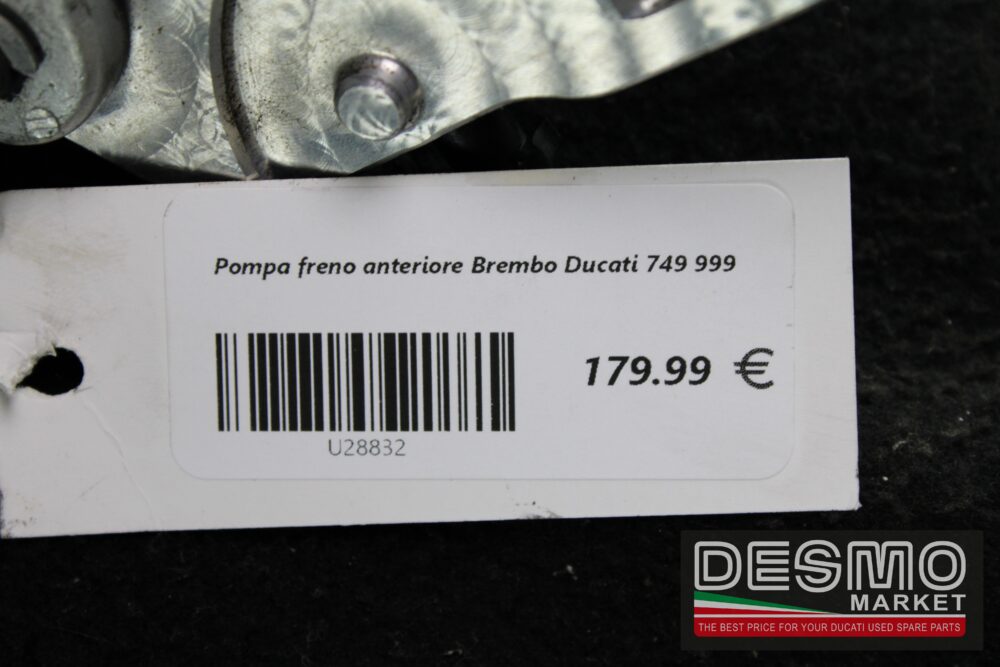 Pompa freno anteriore Brembo Ducati 749 999
179.99 €
U28832
DESMO
MARKET
THE BEST PRICE FOR YOUR DUCATI USED SPARE PARTS